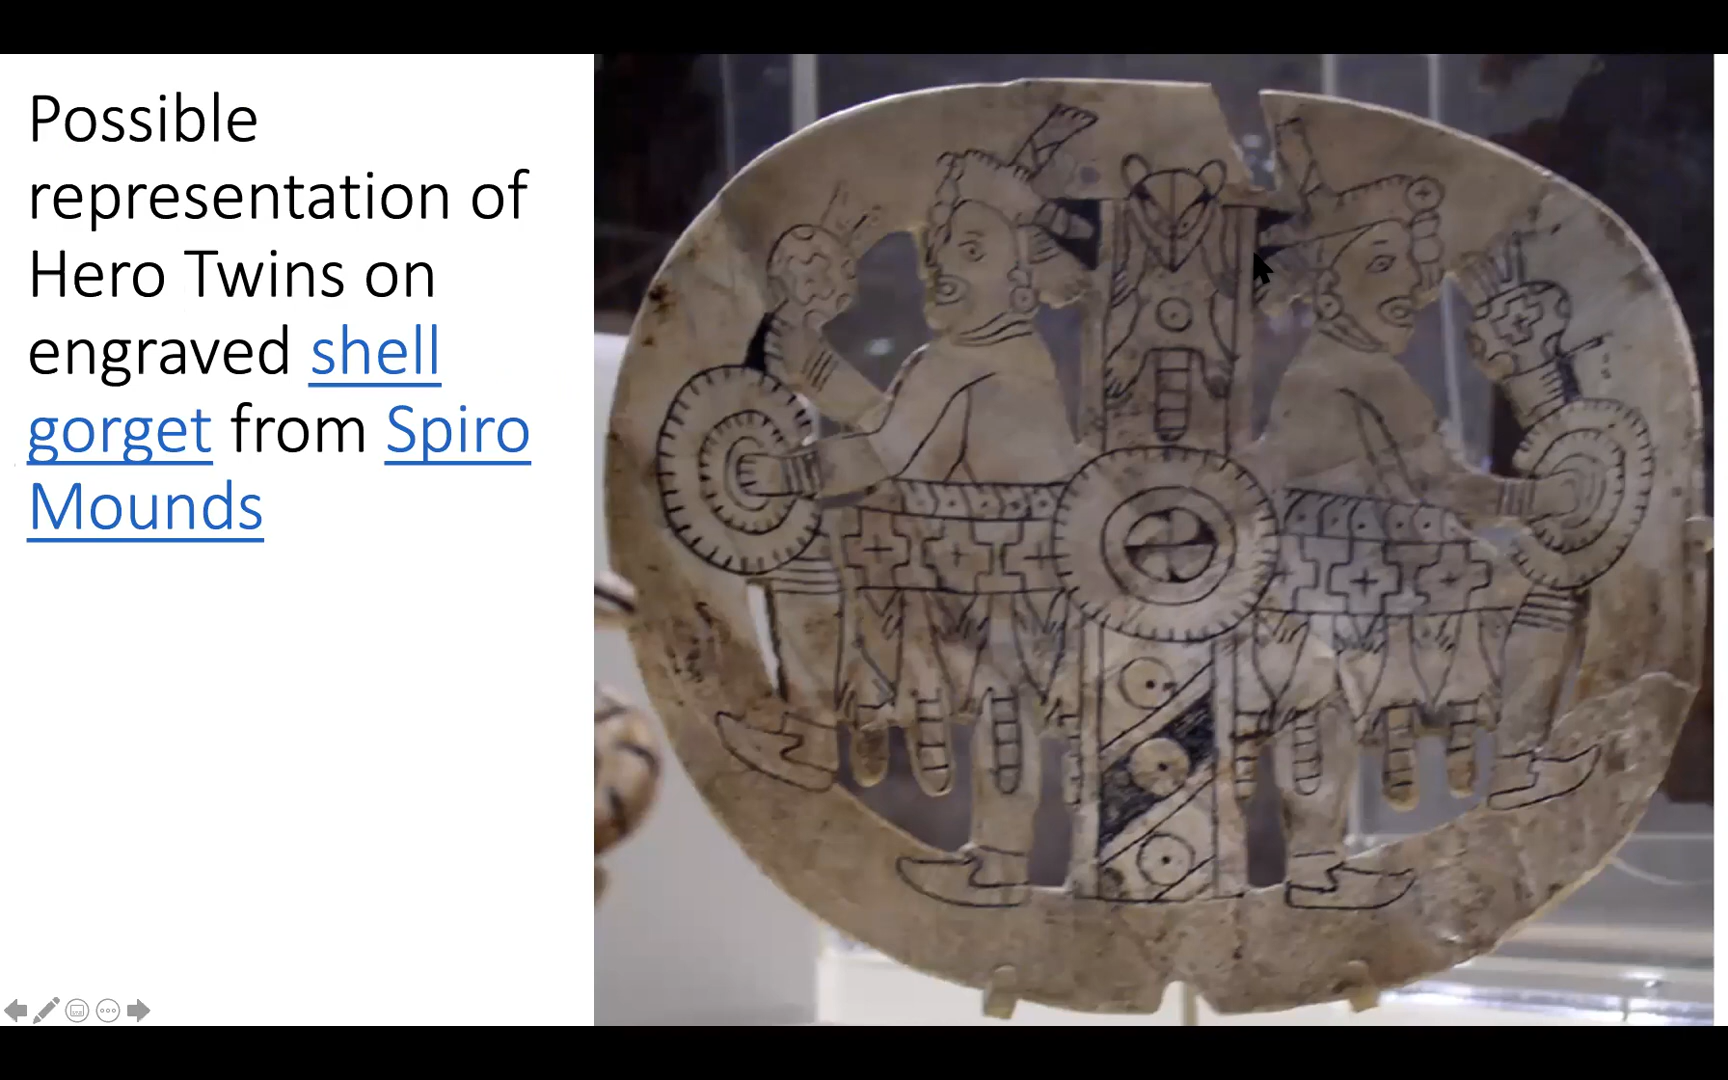 Possible
representation of
Hero Twins on
engraved shell
gorget from Spiro
Mounds